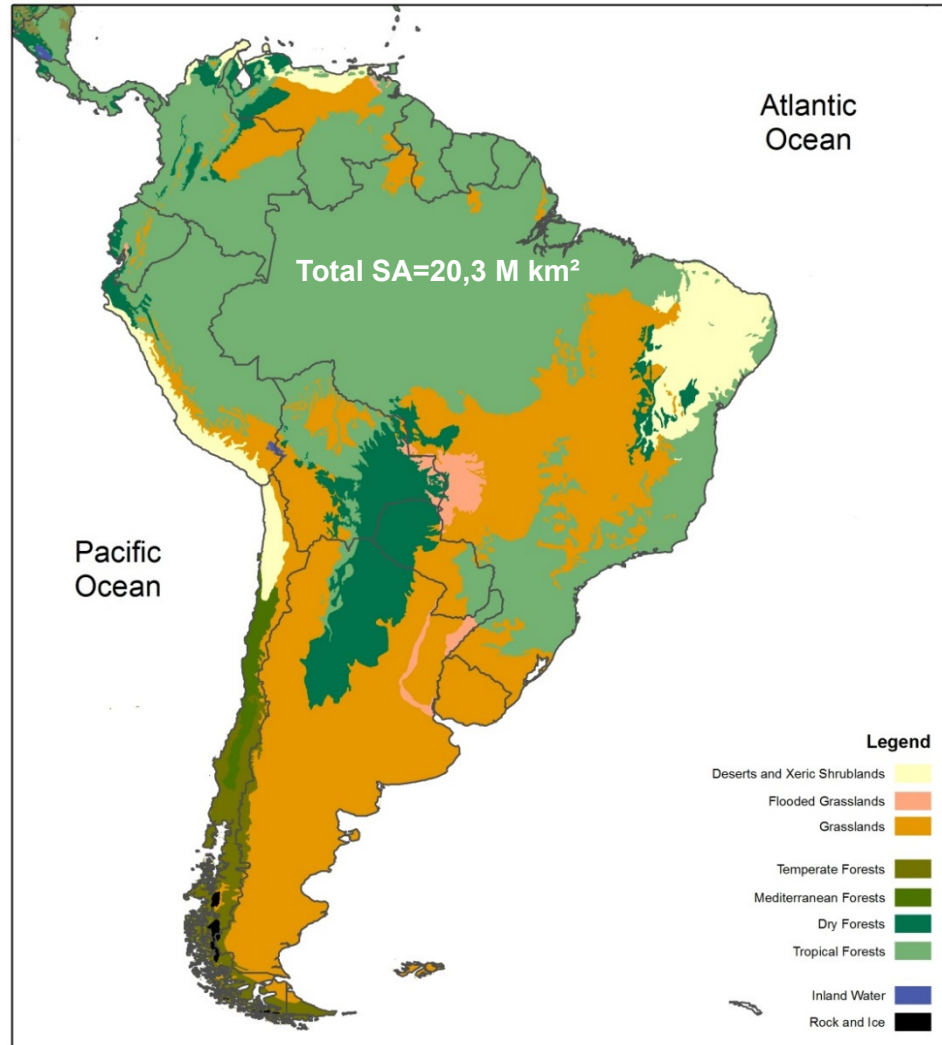 Atlantic
Ocean
Total SA=20,3 M km²
Pacific
Ocean
Legend
Deserts and Xeric Shrublands
Flooded Grasslands
Grasslands
Temperate Forests
Mediterranean Forests
Dry Forests
Tropical Forests
Inland Water
Rock and Ice